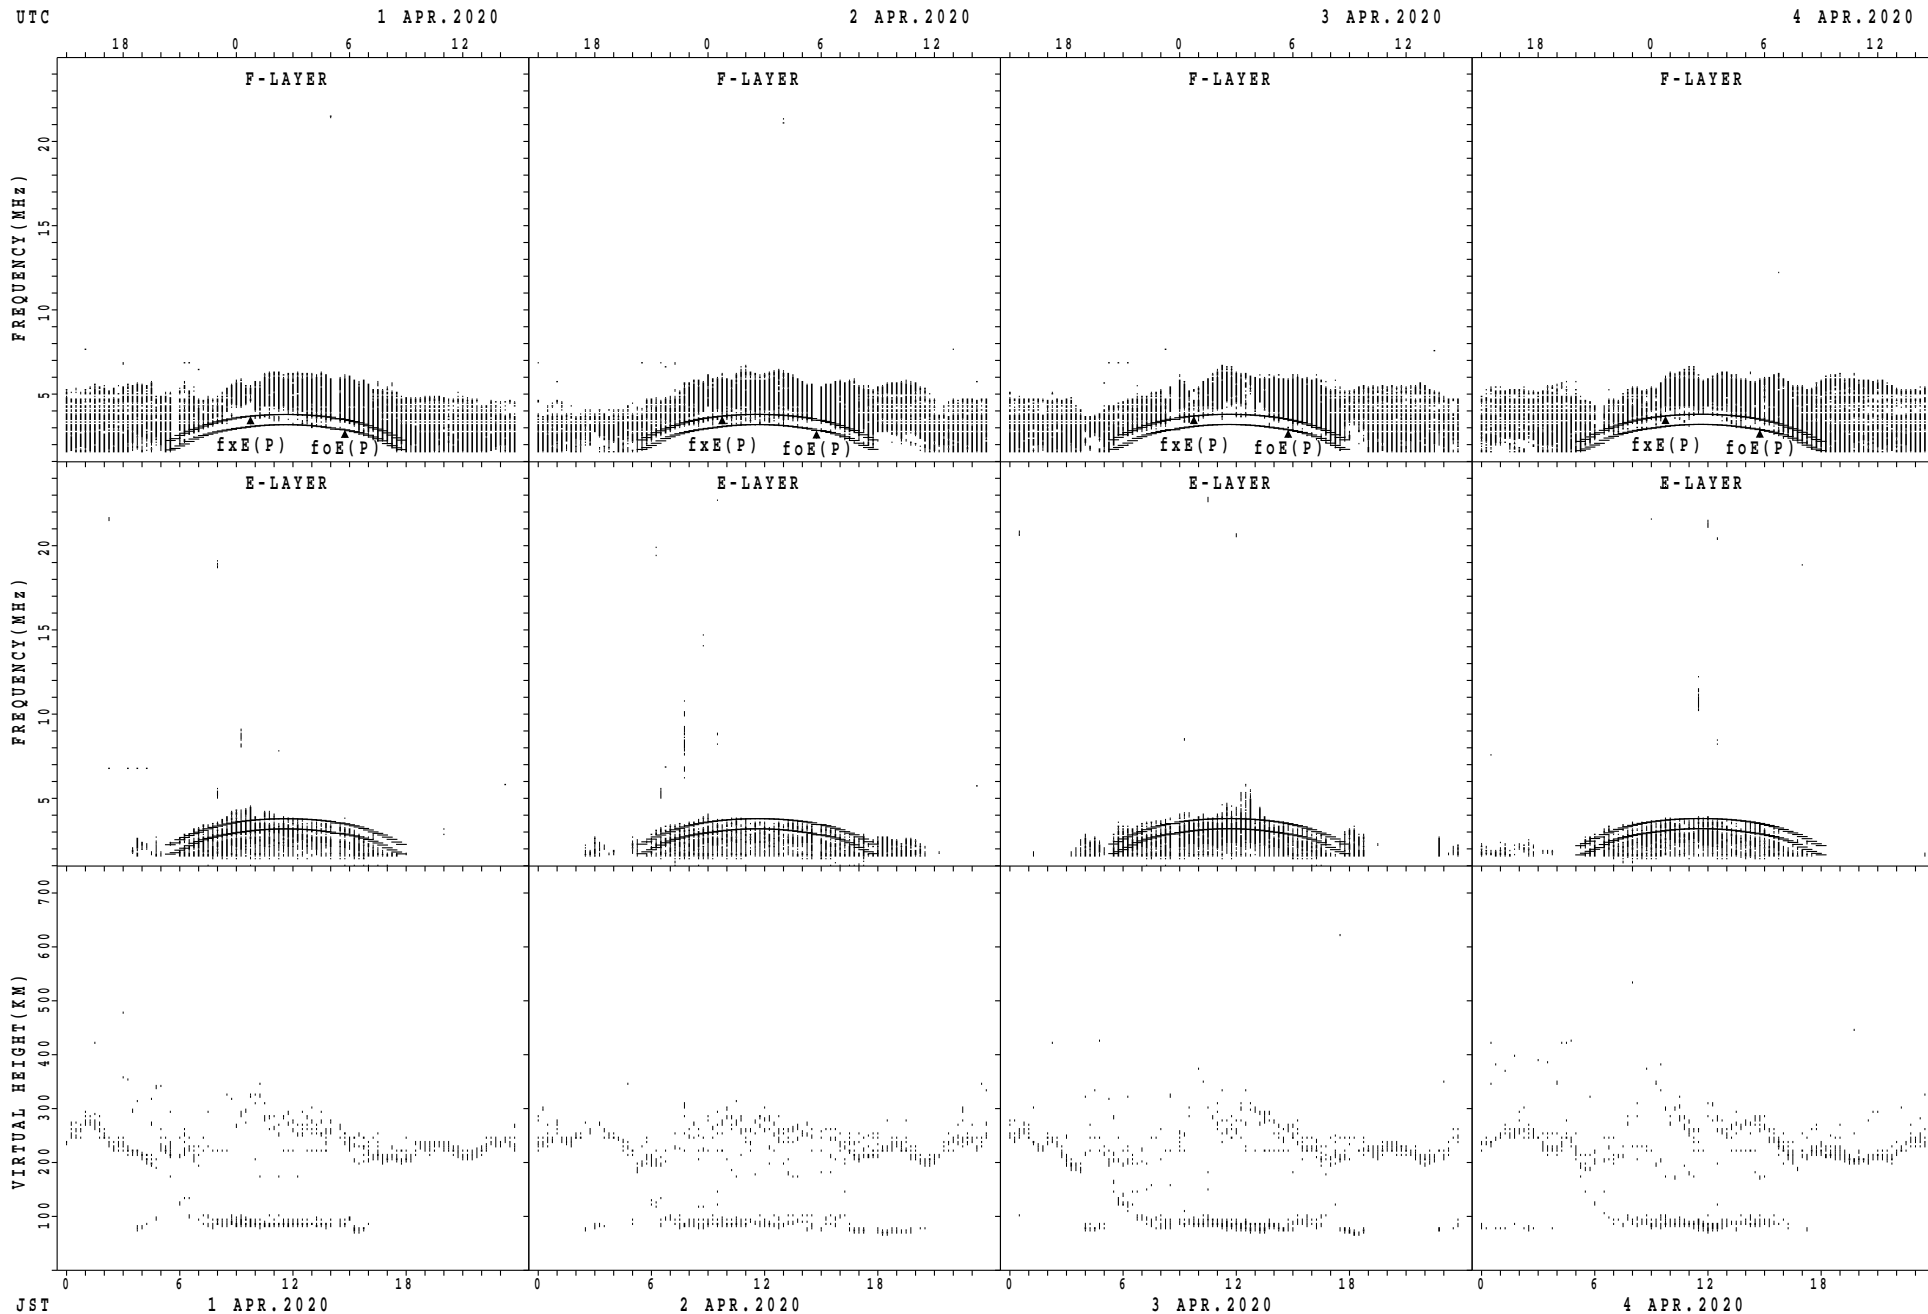 UTC 1 APR.2020 2 APR.2020 3 APR.2020 4 APR.2020
18 0 6 12 18 0 6 12 18 0 6 12 18 0 6 12
F-LAYER F-LAYER F-LAYER F-LAYER
FREQUENCY(MHz)
20
15
10
5
fxE(P) foE(P) fxE(P) foE(P) fxE(P) foE(P) fxE(P) foE(P)
E-LAYER E-LAYER E-LAYER E-LAYER
FREQUENCY(MHz)
20
15
10
5
VIRTUAL HEIGHT(KM)
700
600
500
400
300
200
100
0 6 12 18 0 6 12 18 0 6 12 18 0 6 12 18
JST 1 APR.2020 2 APR.2020 3 APR.2020 4 APR.2020